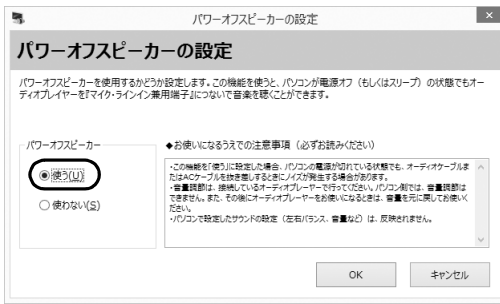 パワーオフスピーカーの設定
パワーオフスピーカーの設定
パワーオフスピーカーを使用するかどうか設定します。この機能を使うと、パソコンが電源オフ(もしくはスリープ)の状態でもオー
ディオプレイヤーを『マイク・ラインイン兼用端子』につないで音楽を聴くことができます。
パワーオフスピーカー
使う(U)
使わない(S)
◆お使いになるうえでの注意事項(必ずお読みください)
・この機能を「使う」に設定した場合、パソコンの電源が切れている状態でも、オーディオケーブルま
たはACケーブルを抜き差しするときにノイズが発生する場合があります。
・音量調節は、接続しているオーディオプレーヤーで行ってください。パソコン側では、音量調節は
できません。また、その後にオーディオプレーヤーをお使いになるときは、音量を元に戻してお使いく
ださい。
・パソコンで設定したサウンドの設定(左右バランス、音量など)は、反映されません。
OK
キャンセル